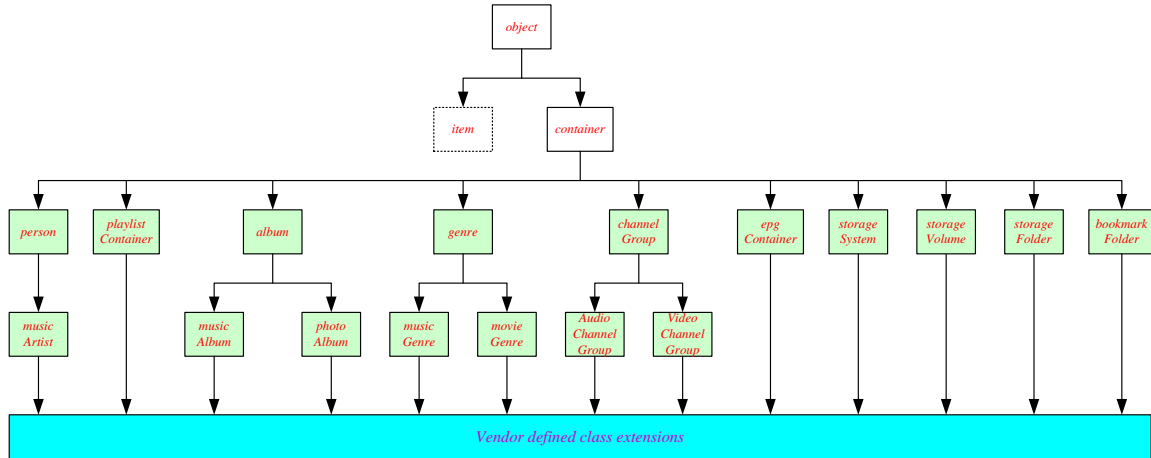 object
item
container
person
playlist
Container
album
genre
channel
Group
epg
Container
storage
System
storage
Volume
storage
Folder
bookmark
Folder
music
Artist
music
Album
photo
Album
music
Genre
movie
Genre
Audio
Channel
Group
Video
Channel
Group
Vendor defined class extensions